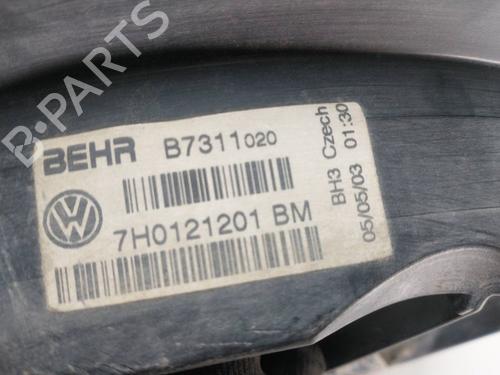 BEHR B7311020
7H0121201 BM
BH3 Czech
05/05/03 01:30
B-PARTS